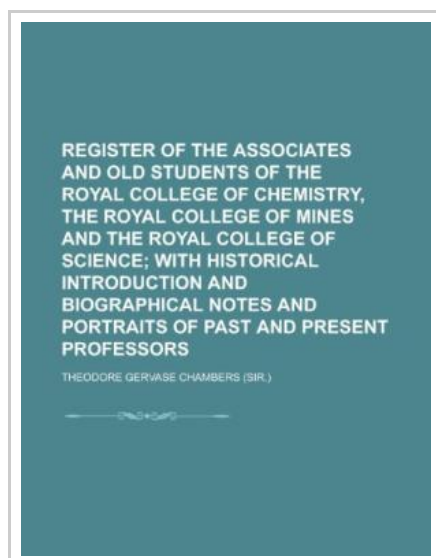 REGISTER OF THE ASSOCIATES
AND OLD STUDENTS OF THE
ROYAL COLLEGE OF CHEMISTRY,
THE ROYAL COLLEGE OF MINES
AND THE ROYAL COLLEGE OF
SCIENCE; WITH HISTORICAL
INTRODUCTION AND
BIOGRAPHICAL NOTES AND
PORTRAITS OF PAST AND PRESENT
PROFESSORS
THEODORE GERVASE CHAMBERS (SIR.)